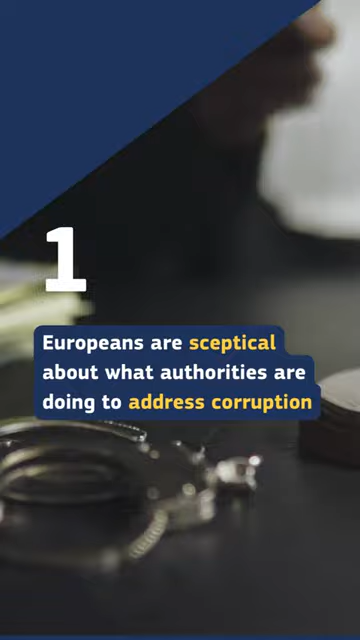 1
Europeans are sceptical
about what authorities are
doing to address corruption